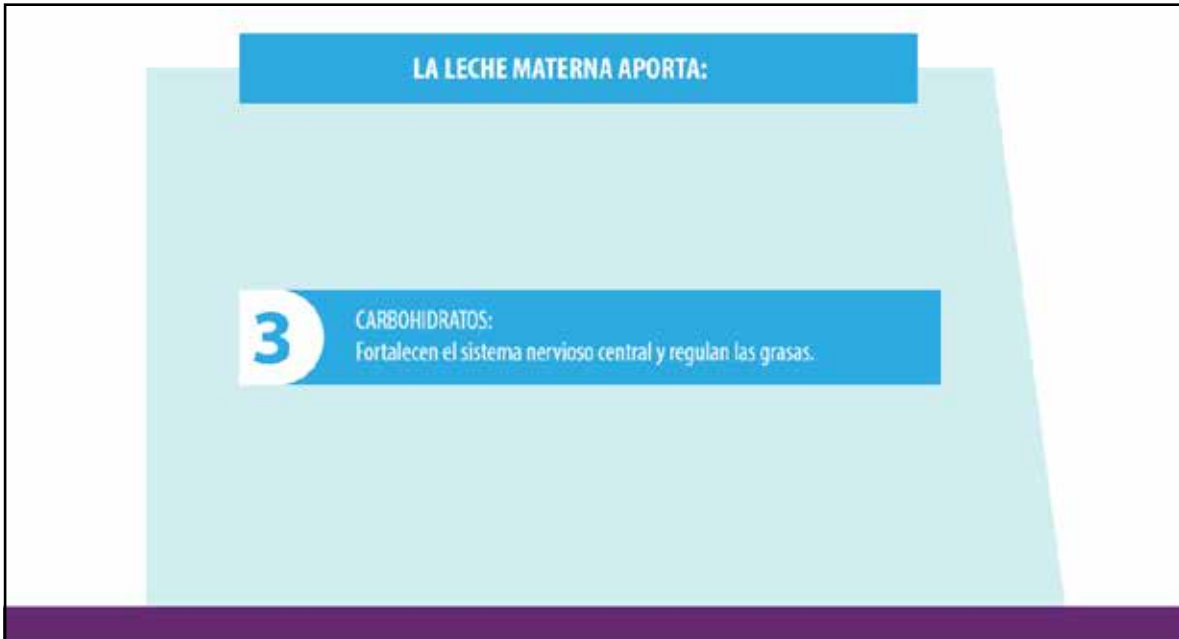 LA LECHE MATERNA APORTA:
3
CARBOHIDRATOS:
Fortalecen el sistema nervioso central y regulan las grasas.